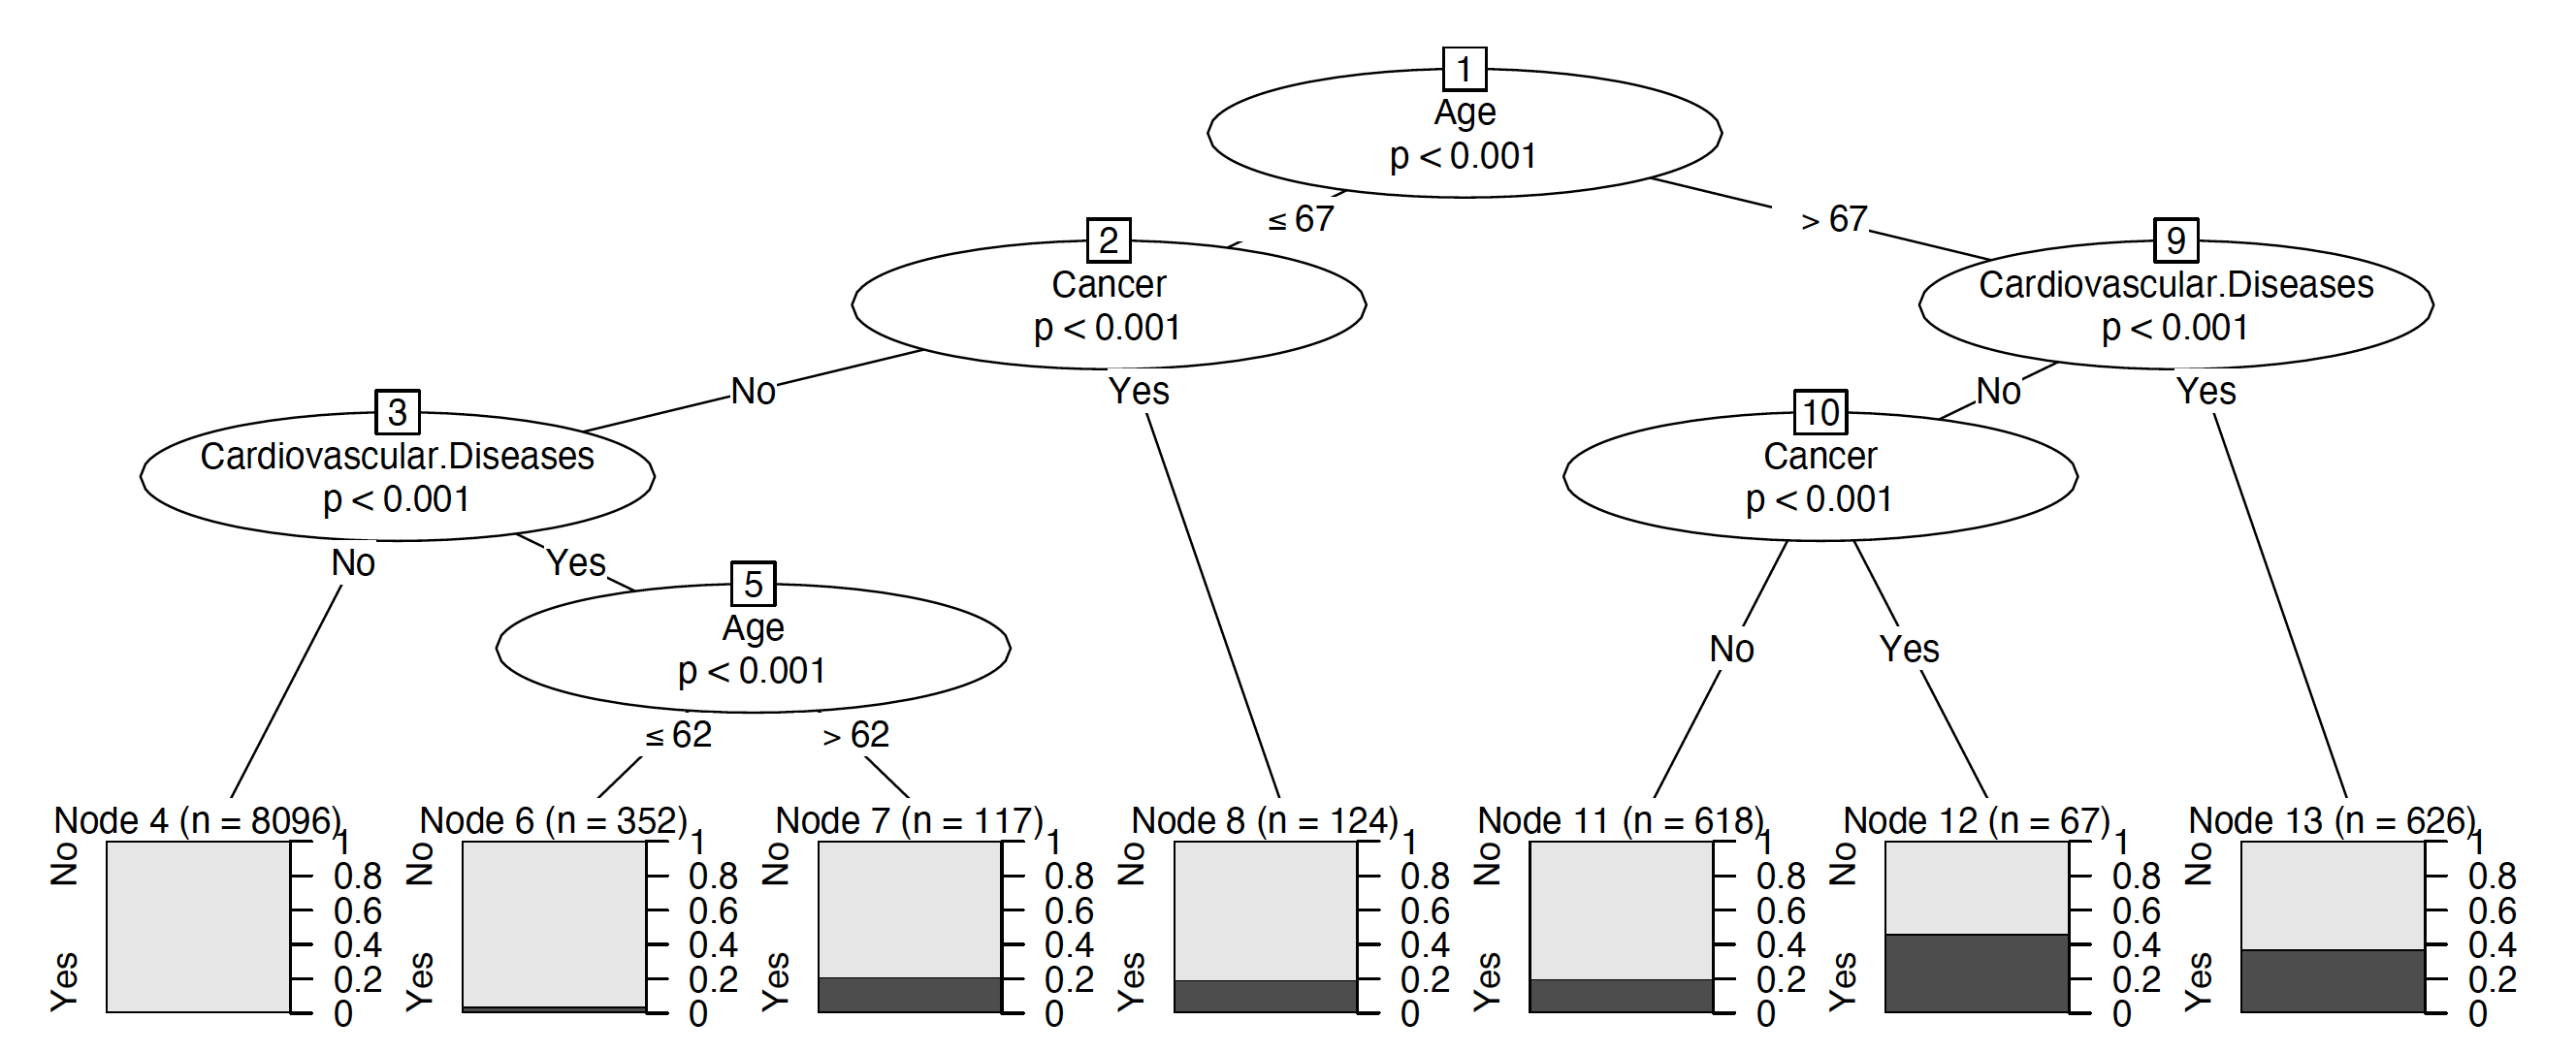 1
Age
p < 0.001
≤ 67
> 67
2
Cancer
p < 0.001
9
Cardiovascular.Diseases
p < 0.001
No
Yes
No
Yes
3
Cardiovascular.Diseases
p < 0.001
10
Cancer
p < 0.001
No
Yes
5
Age
p < 0.001
No
Yes
≤ 62
> 62
Node 4 (n = 8096)
No
Yes
1
0.8
0.6
0.4
0.2
0
Node 6 (n = 352)
No
Yes
1
0.8
0.6
0.4
0.2
0
Node 7 (n = 117)
No
Yes
1
0.8
0.6
0.4
0.2
0
Node 8 (n = 124)
No
Yes
1
0.8
0.6
0.4
0.2
0
Node 11 (n = 618)
No
Yes
1
0.8
0.6
0.4
0.2
0
Node 12 (n = 67)
No
Yes
1
0.8
0.6
0.4
0.2
0
Node 13 (n = 626)
No
Yes
1
0.8
0.6
0.4
0.2
0